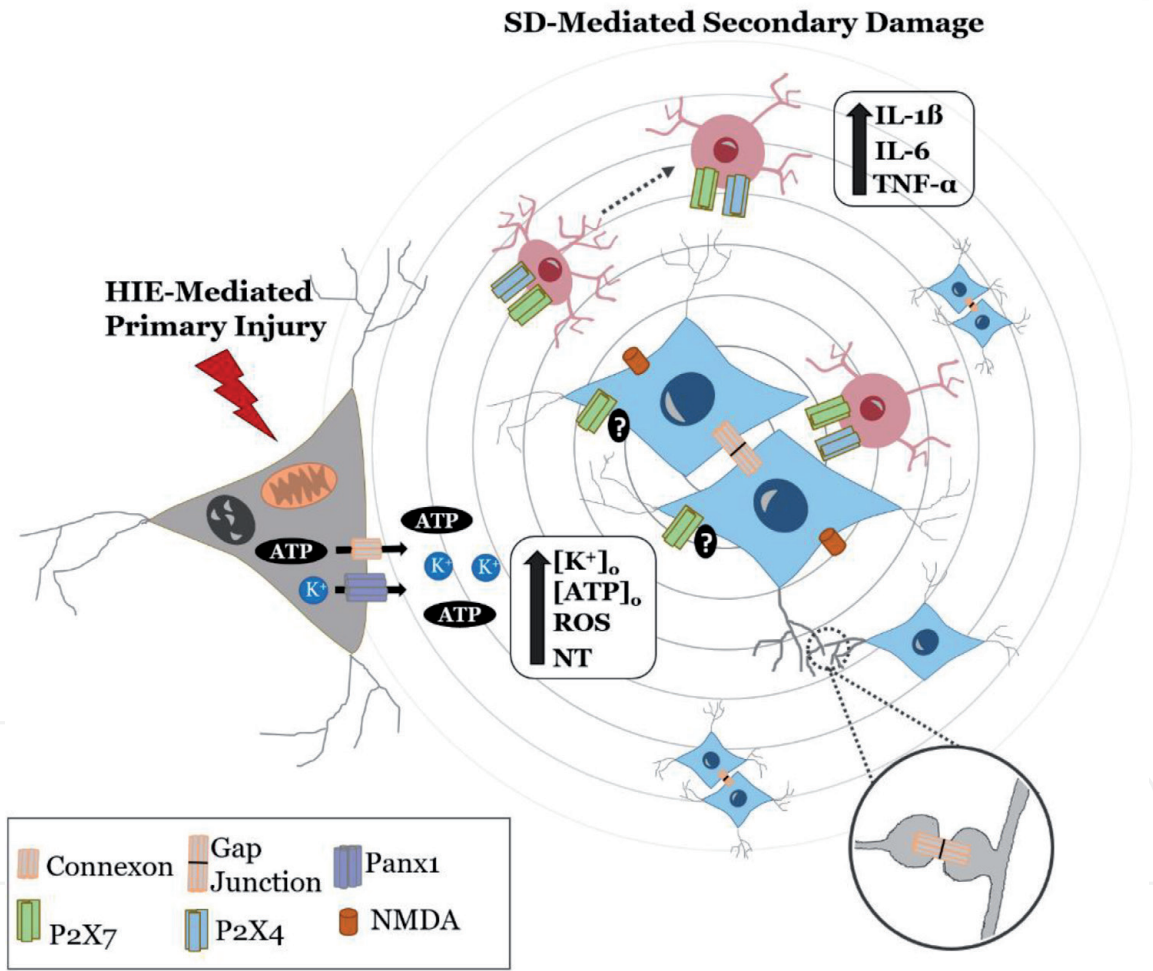 SD-Mediated Secondary Damage
IL-1ß
IL-6
TNF-α
HIE-Mediated
Primary Injury
?
?
ATP
ATP
K⁺
K⁺
K⁺
ATP
[K⁺]ₒ
[ATP]ₒ
ROS
NT
Connexon
Gap
Junction
Panx1
P2X7
P2X4
NMDA